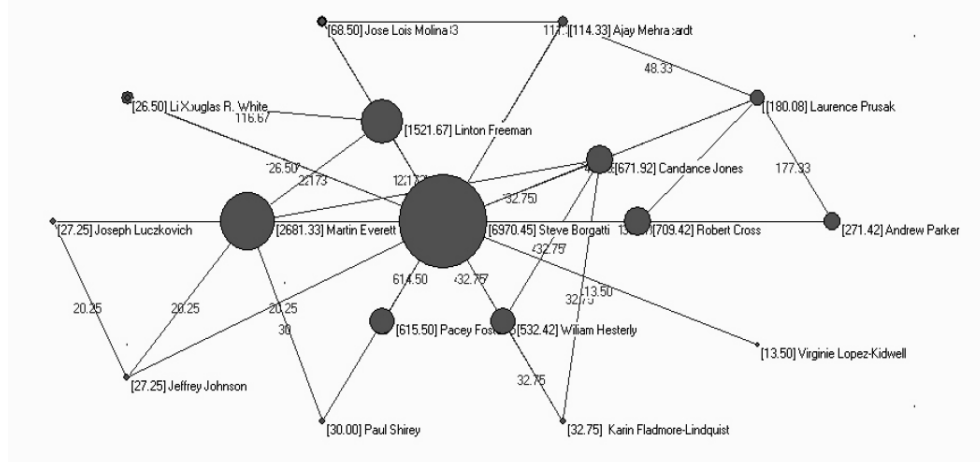 [68.50] Jose Lois Molina
[114.33] Ajay Mehra
48.33
[26.50] Li
R. White
116.67
[180.08] Laurence Prusak
[1521.67] Linton Freeman
26.50
[671.92] Candance Jones
177.33
32.75
[27.25] Joseph Luczkovich
[2681.33] Martin Everett
[6970.45] Steve Borgatti
[709.42] Robert Cross
[271.42] Andrew Parker
32.75
614.50
32.75
13.50
20.25
20.25
20.25
30
[615.50] Pacey
[532.42] Wiliam Hesterly
[13.50] Virginie Lopez-Kidwell
32.75
[27.25] Jeffrey Johnson
[30.00] Paul Shirey
[32.75] Karin Fladmore-Lindquist